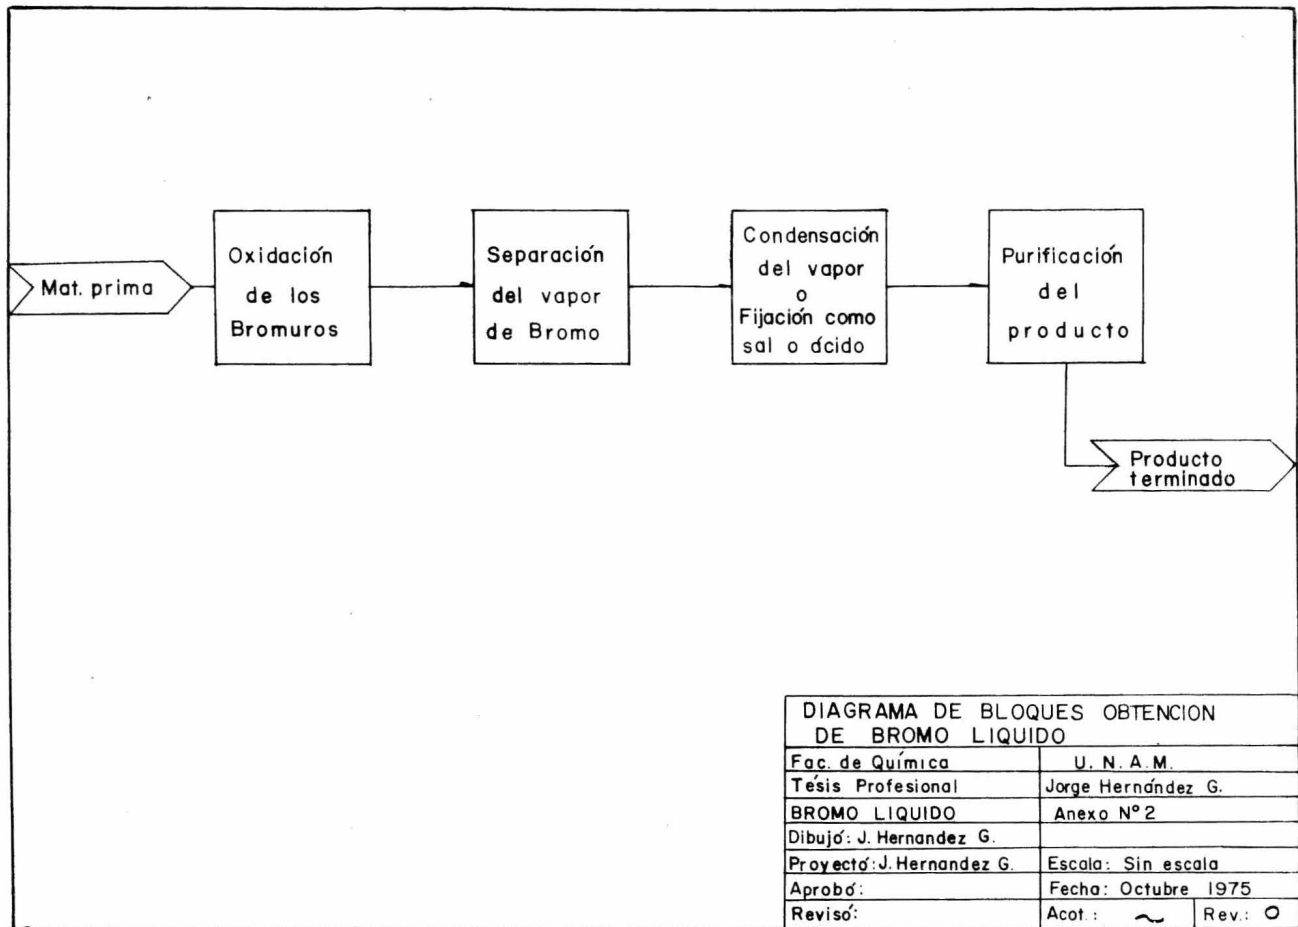 Mat. prima
Oxidación
de los
Bromuros
Separación
del vapor
de Bromo
Condensación
del vapor
o
Fijación como
sal o ácido
Purificación
del
producto
Producto
terminado
DIAGRAMA DE BLOQUES OBTENCION
DE BROMO LIQUIDO
Fac. de Química U. N. A. M.
Tésis Profesional Jorge Hernández G.
BROMO LIQUIDO Anexo N° 2
Dibujó: J. Hernandez G.
Proyectó: J. Hernandez G. Escala: Sin escala
Aprobó: Fecha: Octubre 1975
Revisó: Acot.: ~ Rev.: O